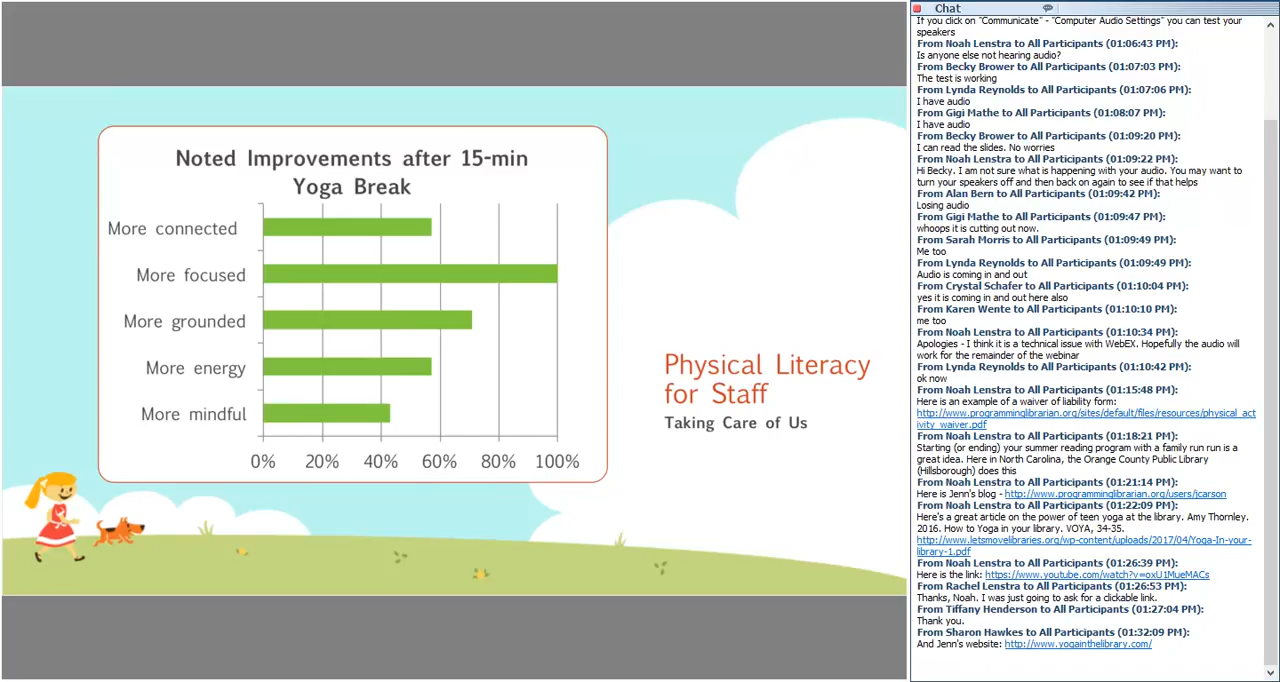 Noted Improvements after 15-min
Yoga Break
More connected
More focused
More grounded
More energy
More mindful
0% 20% 40% 60% 80% 100%
Physical Literacy
for Staff
Taking Care of Us
Chat
If you click on "Communicate" - "Computer Audio Settings" you can test your
speakers
From Noah Lenstra to All Participants (01:06:43 PM):
Is anyone else not hearing audio?
From Becky Brower to All Participants (01:07:03 PM):
The test is working
From Lynda Reynolds to All Participants (01:07:06 PM):
I have audio
From Gigi Mathe to All Participants (01:08:07 PM):
I have audio
From Becky Brower to All Participants (01:09:20 PM):
I can read the slides. No worries
From Noah Lenstra to All Participants (01:09:22 PM):
Hi Becky. I am not sure what is happening with your audio. You may want to
turn your speakers off and then back on again to see if that helps
From Alan Bern to All Participants (01:09:42 PM):
Losing audio
From Gigi Mathe to All Participants (01:09:47 PM):
whoops it is cutting out now.
From Sarah Morris to All Participants (01:09:49 PM):
Me too
From Lynda Reynolds to All Participants (01:09:49 PM):
Audio is coming in and out
From Crystal Schafer to All Participants (01:10:04 PM):
yes it is coming in and out here also
From Karen Wente to All Participants (01:10:10 PM):
me too
From Noah Lenstra to All Participants (01:10:34 PM):
Apologies - I think it is a technical issue with WebEX. Hopefully the audio will
work for the remainder of the webinar
From Lynda Reynolds to All Participants (01:10:42 PM):
ok now
From Noah Lenstra to All Participants (01:15:48 PM):
Here is an example of a waiver of liability form:
http://www.programminglibrarian.org/sites/default/files/resources/physical_act
ivity_waiver.pdf
From Noah Lenstra to All Participants (01:18:21 PM):
Starting (or ending) your summer reading program with a family run run is a
great idea. Here in North Carolina, the Orange County Public Library
(Hillsborough) does this
From Noah Lenstra to All Participants (01:21:14 PM):
Here is Jenn's blog - http://www.programminglibrarian.org/users/jcarson
From Noah Lenstra to All Participants (01:22:09 PM):
Here's a great article on the power of teen yoga at the library. Amy Thornley.
2016. How to Yoga in your library. VOYA, 34-35.
http://www.letsmovelibraries.org/wp-content/uploads/2017/04/Yoga-In-your-
library-1.pdf
From Noah Lenstra to All Participants (01:26:39 PM):
Here is the link: https://www.youtube.com/watch?v=oxU1MueMACs
From Rachel Lenstra to All Participants (01:26:53 PM):
Thanks, Noah. I was just going to ask for a clickable link.
From Tiffany Henderson to All Participants (01:27:04 PM):
Thank you.
From Sharon Hawkes to All Participants (01:32:09 PM):
And Jenn's website: http://www.yogainthelibrary.com/